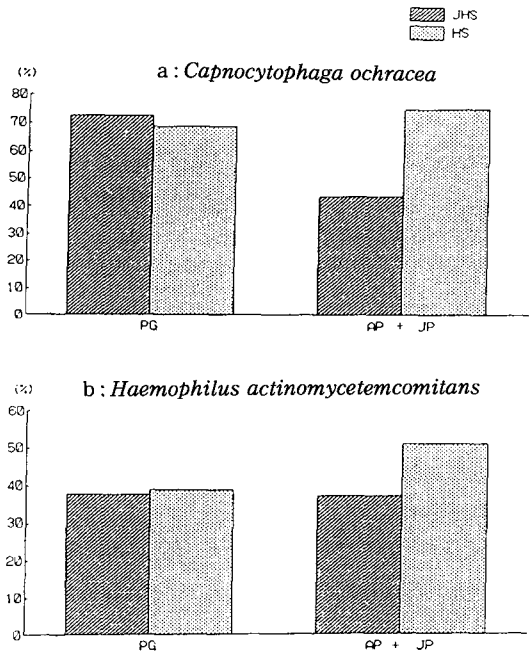 JHS
HS
a : Capnocytophaga ochracea
(%)
80
70
60
50
40
30
20
10
0
PG
AP + JP
b : Haemophilus actinomycetemcomitans
(%)
60
50
40
30
20
10
0
PG
AP + JP